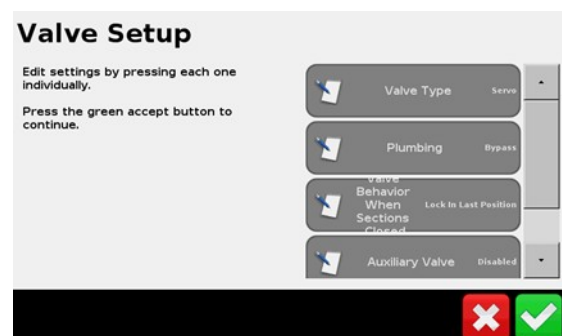 Valve Setup
Edit settings by pressing each one
individually.
Press the green accept button to
continue.
Valve Type
Servo
Plumbing
Bypass
Valve
Behavior
When
Sections
Closed
Lock In Last Position
Auxiliary Valve
Disabled